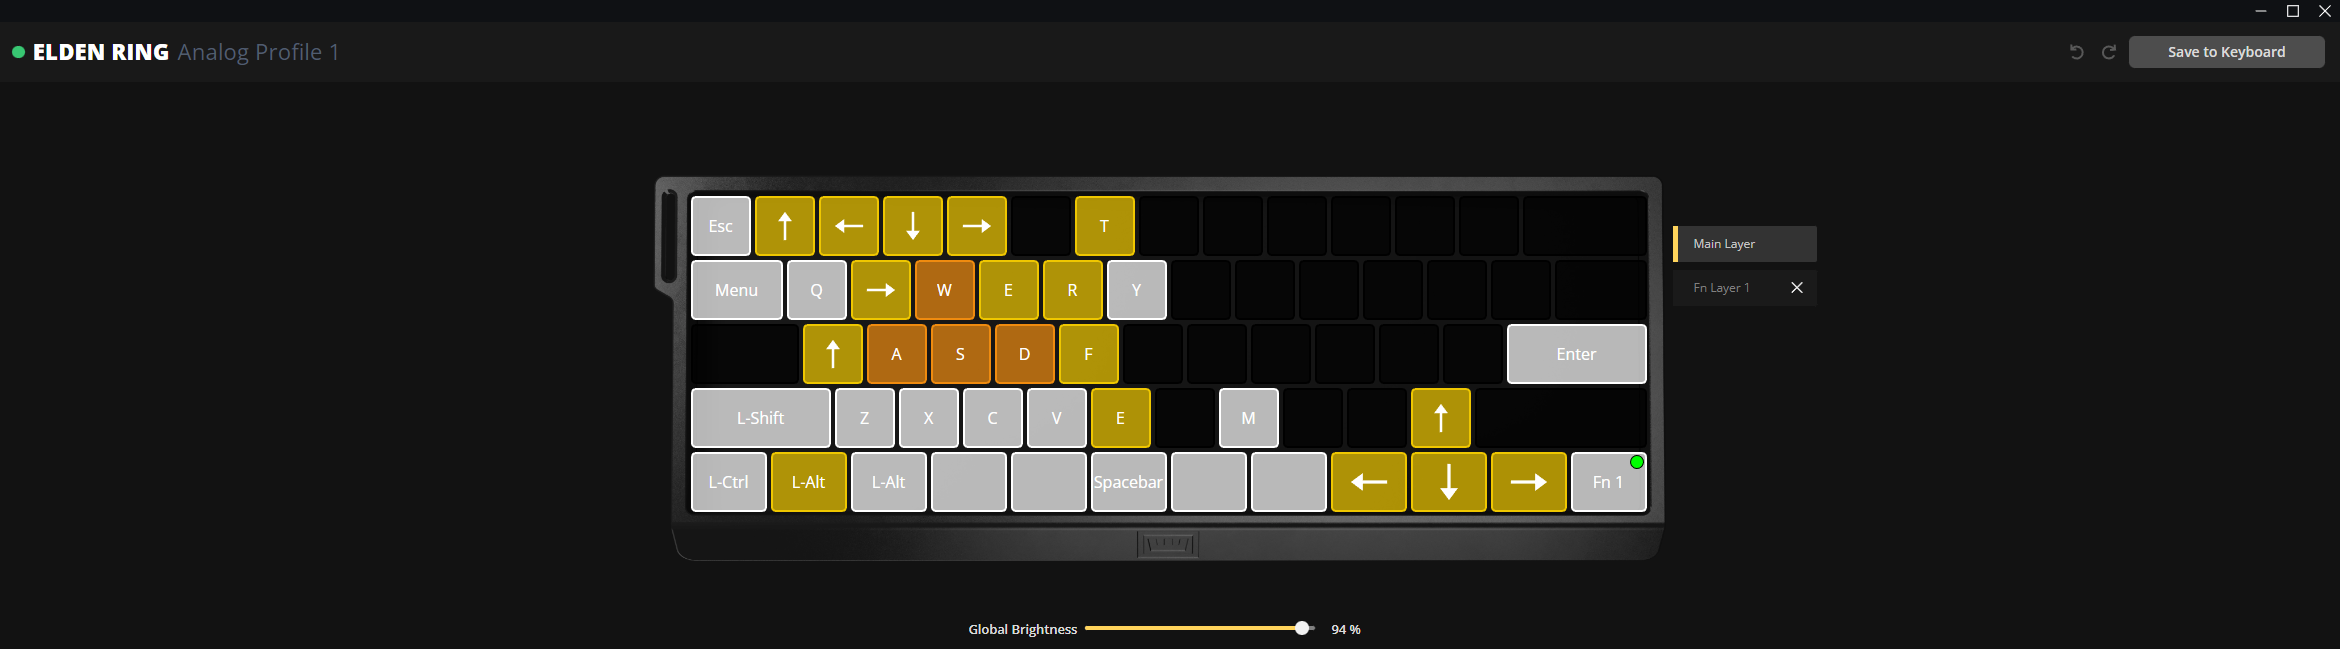 ELDEN RING Analog Profile 1
Save to Keyboard
Esc ↑ ← ↓ → T
Menu Q → W E R Y
↑ A S D F Enter
L-Shift Z X C V E M ↑
L-Ctrl L-Alt L-Alt Spacebar ← ↓ → Fn 1
Main Layer
Fn Layer 1
Global Brightness 94 %